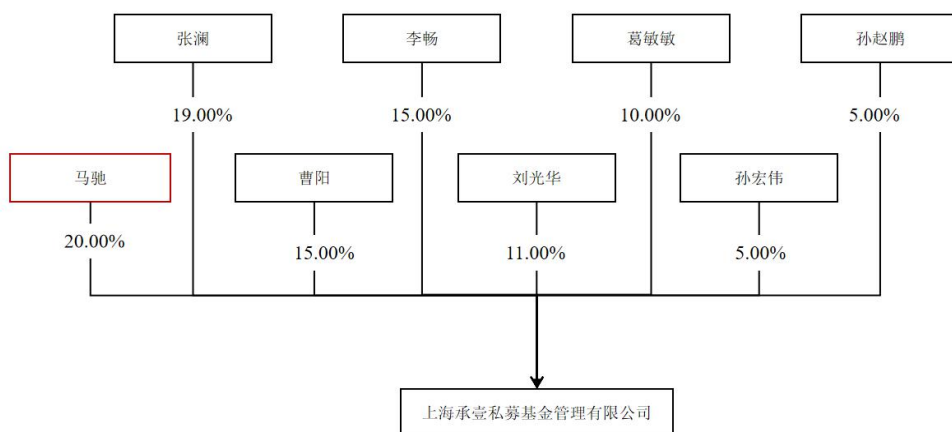 张澜
李畅
葛敏敏
孙赵鹏
19.00%
15.00%
10.00%
5.00%
马驰
曹阳
刘光华
孙宏伟
20.00%
15.00%
11.00%
5.00%
上海承壹私募基金管理有限公司